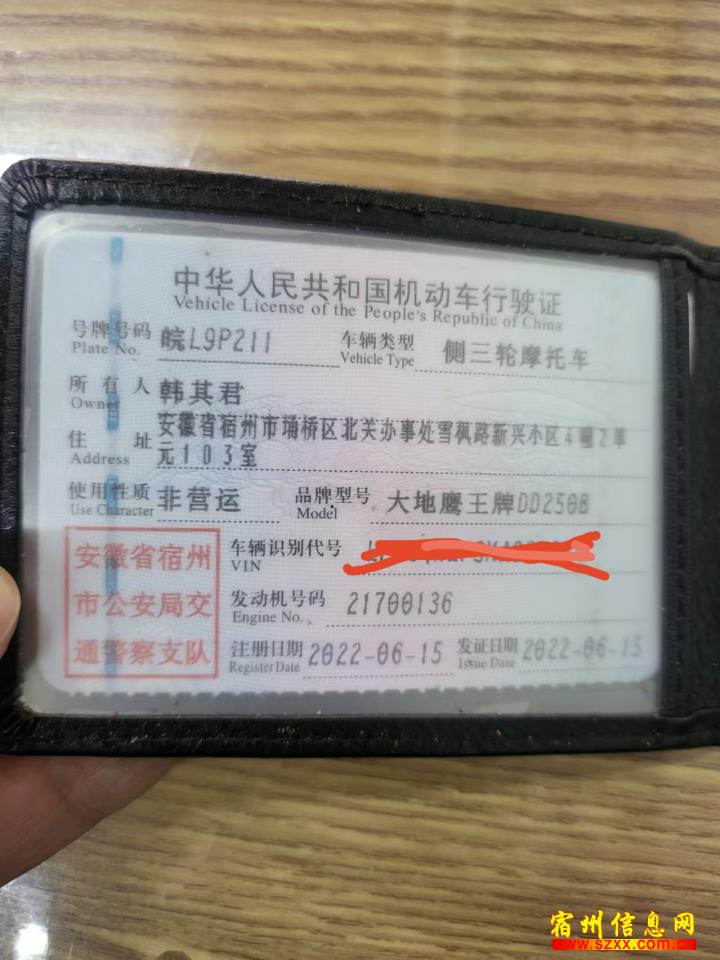 中华人民共和国机动车行驶证
Vehicle License of the People's Republic of China
号牌号码 皖L9P211 车辆类型 侧三轮摩托车
Plate No. Vehicle Type
所有人 韩其君
Owner
住址 安徽省宿州市埇桥区北关办事处雪枫路新兴小区4幢2单
Address 元103室
使用性质 非营运 品牌型号 大地鹰王牌DD250B
Use Character Model
安徽省宿州 车辆识别代号
VIN
市公安局交 发动机号码 21700136
Engine No.
通警察支队 注册日期 2022-06-15 发证日期 2022-06-15
Register Date Issue Date
宿州信息网
www.szxx.com.cn